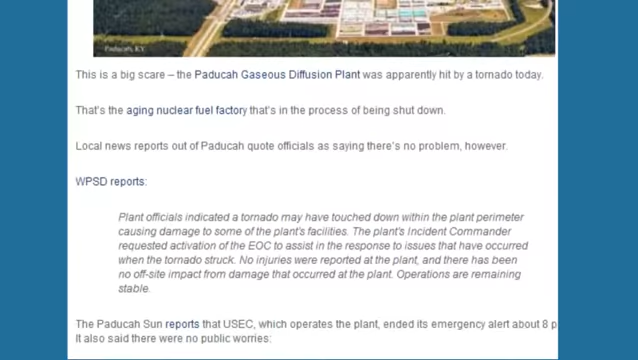 Paducah, KY
This is a big scare – the Paducah Gaseous Diffusion Plant was apparently hit by a tornado today.
That's the aging nuclear fuel factory that's in the process of being shut down.
Local news reports out of Paducah quote officials as saying there's no problem, however.
WPSD reports:
Plant officials indicated a tornado may have touched down within the plant perimeter
causing damage to some of the plant's facilities. The plant's Incident Commander
requested activation of the EOC to assist in the response to issues that have occurred
when the tornado struck. No injuries were reported at the plant, and there has been
no off-site impact from damage that occurred at the plant. Operations are remaining
stable.
The Paducah Sun reports that USEC, which operates the plant, ended its emergency alert about 8 p
It also said there were no public worries: